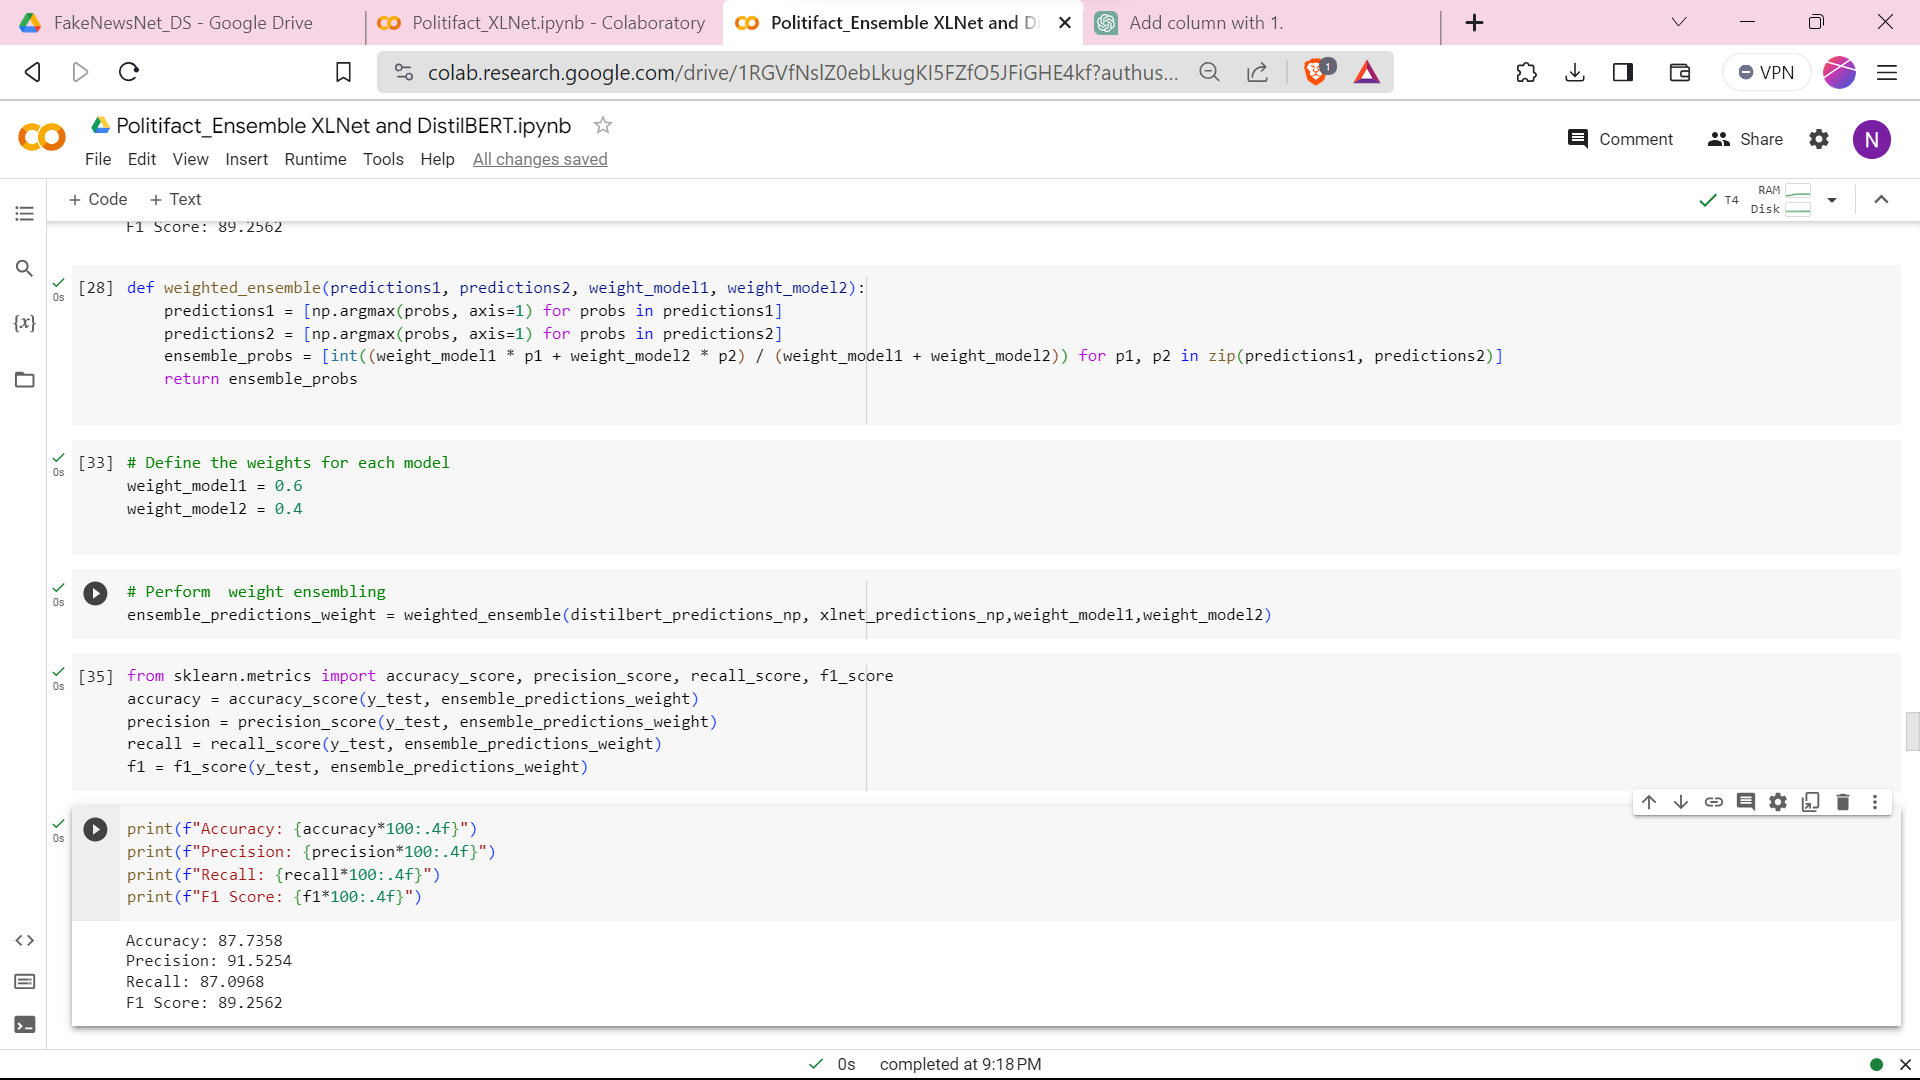 FakeNewsNet_DS - Google Drive
Politifact_XLNet.ipynb - Colaboratory
Politifact_Ensemble XLNet and Di
Add column with 1.
colab.research.google.com/drive/1RGVfNslZ0ebLkugKI5FZfO5JFiGHE4kf?authus...
1
VPN
Politifact_Ensemble XLNet and DistilBERT.ipynb
Comment
Share
N
File Edit View Insert Runtime Tools Help All changes saved
+ Code + Text
T4
RAM
Disk
F1 Score: 89.2562
{x}
0s
[28] def weighted_ensemble(predictions1, predictions2, weight_model1, weight_model2):
predictions1 = [np.argmax(probs, axis=1) for probs in predictions1]
predictions2 = [np.argmax(probs, axis=1) for probs in predictions2]
ensemble_probs = [int((weight_model1 * p1 + weight_model2 * p2) / (weight_model1 + weight_model2)) for p1, p2 in zip(predictions1, predictions2)]
return ensemble_probs
0s
[33] # Define the weights for each model
weight_model1 = 0.6
weight_model2 = 0.4
0s
# Perform  weight ensembling
ensemble_predictions_weight = weighted_ensemble(distilbert_predictions_np, xlnet_predictions_np,weight_model1,weight_model2)
0s
[35] from sklearn.metrics import accuracy_score, precision_score, recall_score, f1_score
accuracy = accuracy_score(y_test, ensemble_predictions_weight)
precision = precision_score(y_test, ensemble_predictions_weight)
recall = recall_score(y_test, ensemble_predictions_weight)
f1 = f1_score(y_test, ensemble_predictions_weight)
0s
print(f"Accuracy: {accuracy*100:.4f}")
print(f"Precision: {precision*100:.4f}")
print(f"Recall: {recall*100:.4f}")
print(f"F1 Score: {f1*100:.4f}")
Accuracy: 87.7358
Precision: 91.5254
Recall: 87.0968
F1 Score: 89.2562
0s completed at 9:18 PM